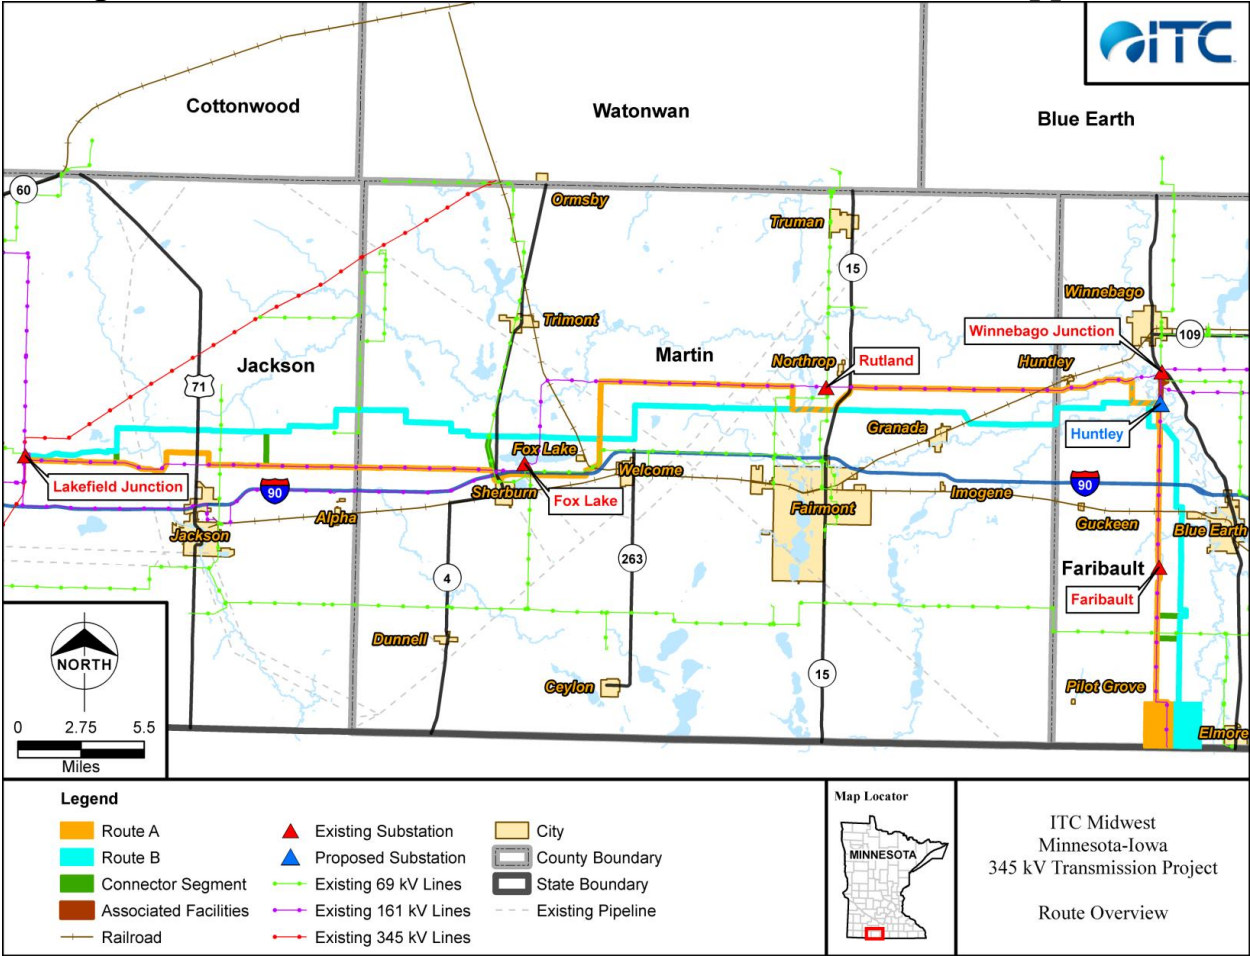 ITC
Cottonwood
Watonwan
Blue Earth
60
Ormsby
Truman
15
Winnebago
Trimont
Winnebago Junction
109
Martin
Northrop
Rutland
Huntley
Jackson
71
Granada
Huntley
Fox Lake
Welcome
Lakefield Junction
90
Sherburn
Fox Lake
Imogene
90
Alpha
Fairmont
Guckeen
Blue Earth
Jackson
263
Faribault
4
Faribault
Dunnell
NORTH
15
Ceylon
Pilot Grove
Elmore
0 2.75 5.5
Miles
Legend
Route A
Route B
Connector Segment
Associated Facilities
Railroad
Existing Substation
Proposed Substation
Existing 69 kV Lines
Existing 161 kV Lines
Existing 345 kV Lines
City
County Boundary
State Boundary
Existing Pipeline
Map Locator
MINNESOTA
ITC Midwest
Minnesota-Iowa
345 kV Transmission Project
Route Overview